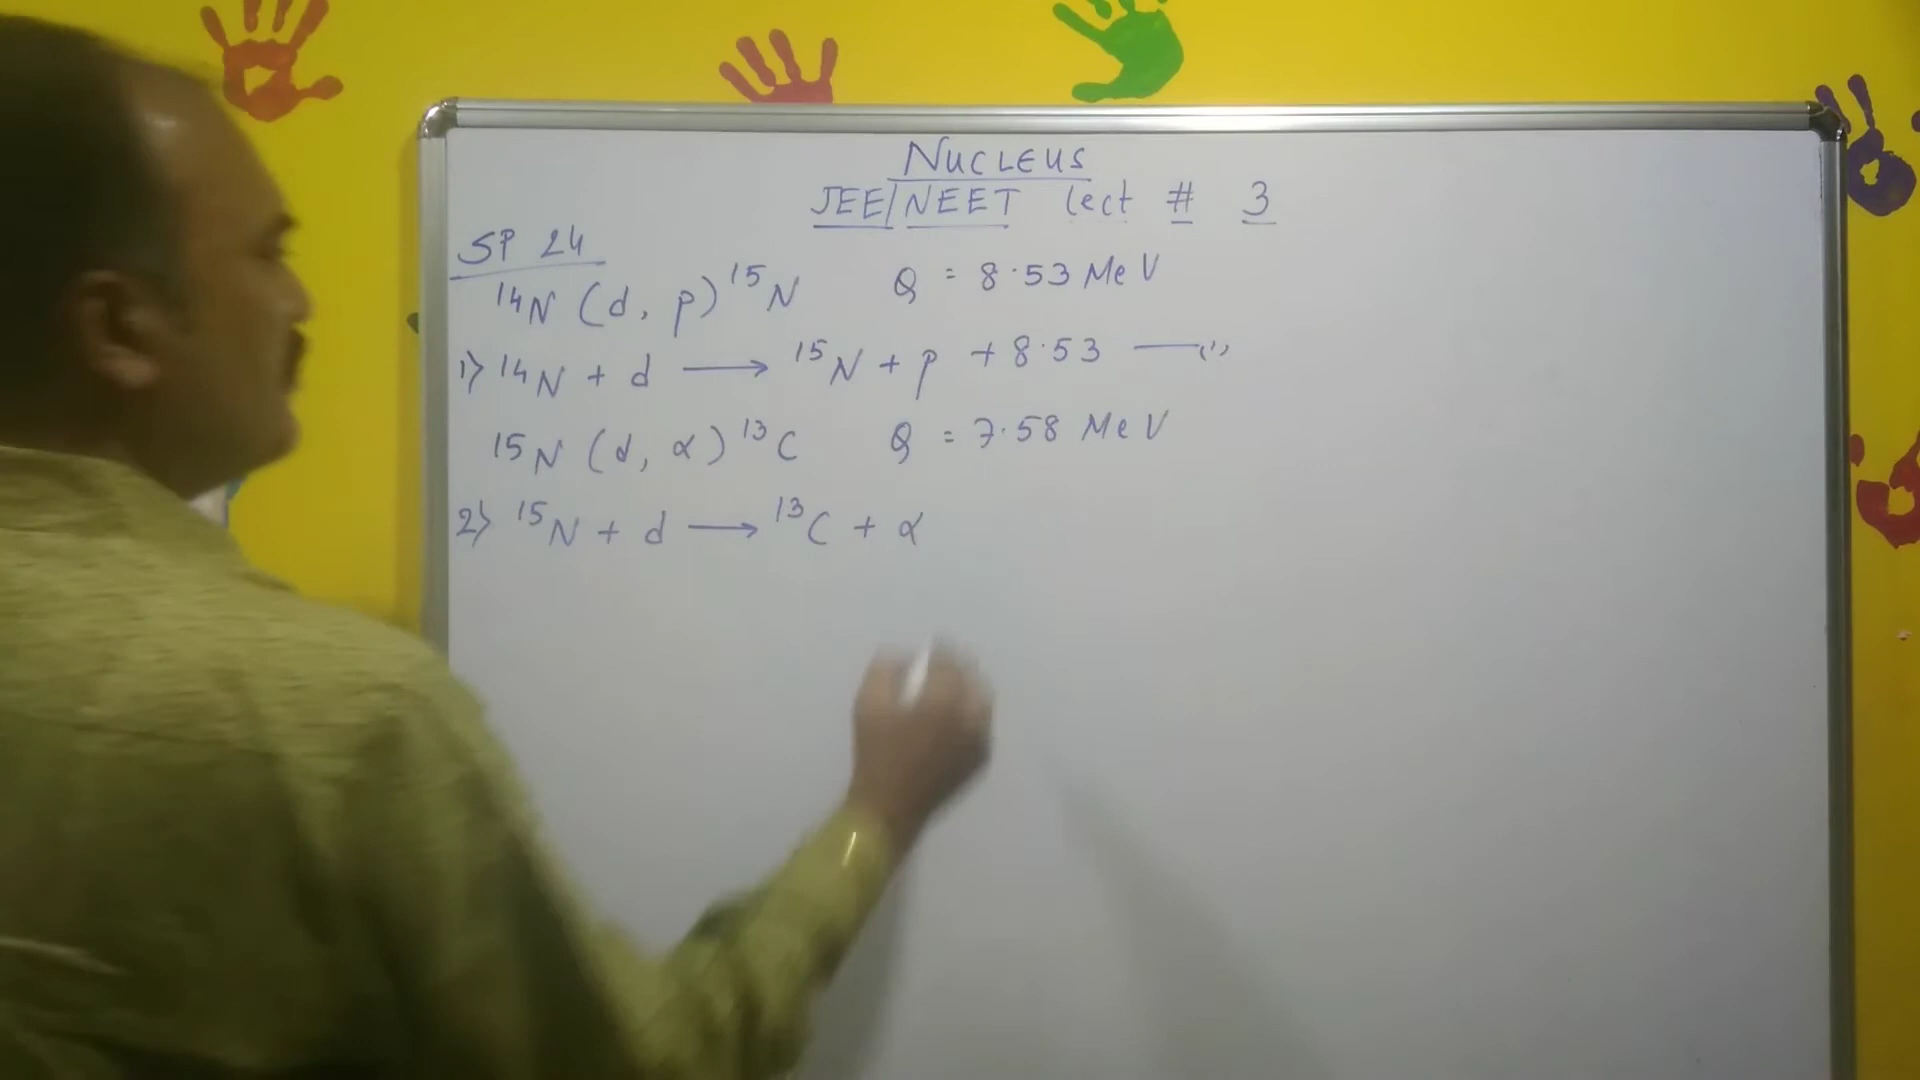 NUCLEUS
JEE/NEET Lect # 3
SP 24
¹⁴N (d, p) ¹⁵N Q = 8.53 MeV
1) ¹⁴N + d ⟶ ¹⁵N + p + 8.53 —(1)
¹⁵N (d, α) ¹³C Q = 7.58 MeV
2) ¹⁵N + d ⟶ ¹³C + α